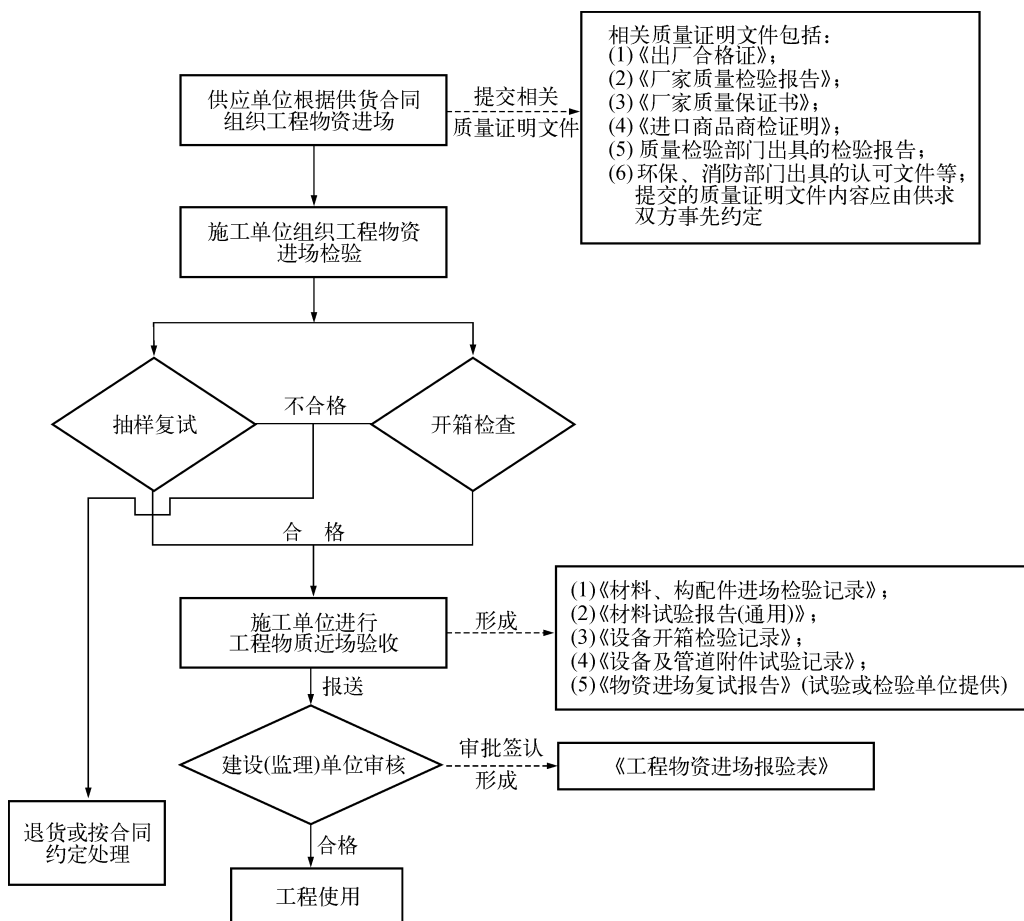 相关质量证明文件包括：
(1)《出厂合格证》；
(2)《厂家质量检验报告》；
(3)《厂家质量保证书》；
(4)《进口商品商检证明》；
(5) 质量检验部门出具的检验报告；
(6) 环保、消防部门出具的认可文件等；
提交的质量证明文件内容应由供求
双方事先约定
供应单位根据供货合同
组织工程物资进场
提交相关
质量证明文件
施工单位组织工程物资
进场检验
抽样复试
不合格
开箱检查
合 格
施工单位进行
工程物质近场验收
形成
(1)《材料、构配件进场检验记录》；
(2)《材料试验报告(通用)》；
(3)《设备开箱检验记录》；
(4)《设备及管道附件试验记录》；
(5)《物资进场复试报告》(试验或检验单位提供)
报送
建设(监理)单位审核
审批签认
形成
《工程物资进场报验表》
退货或按合同
约定处理
合格
工程使用